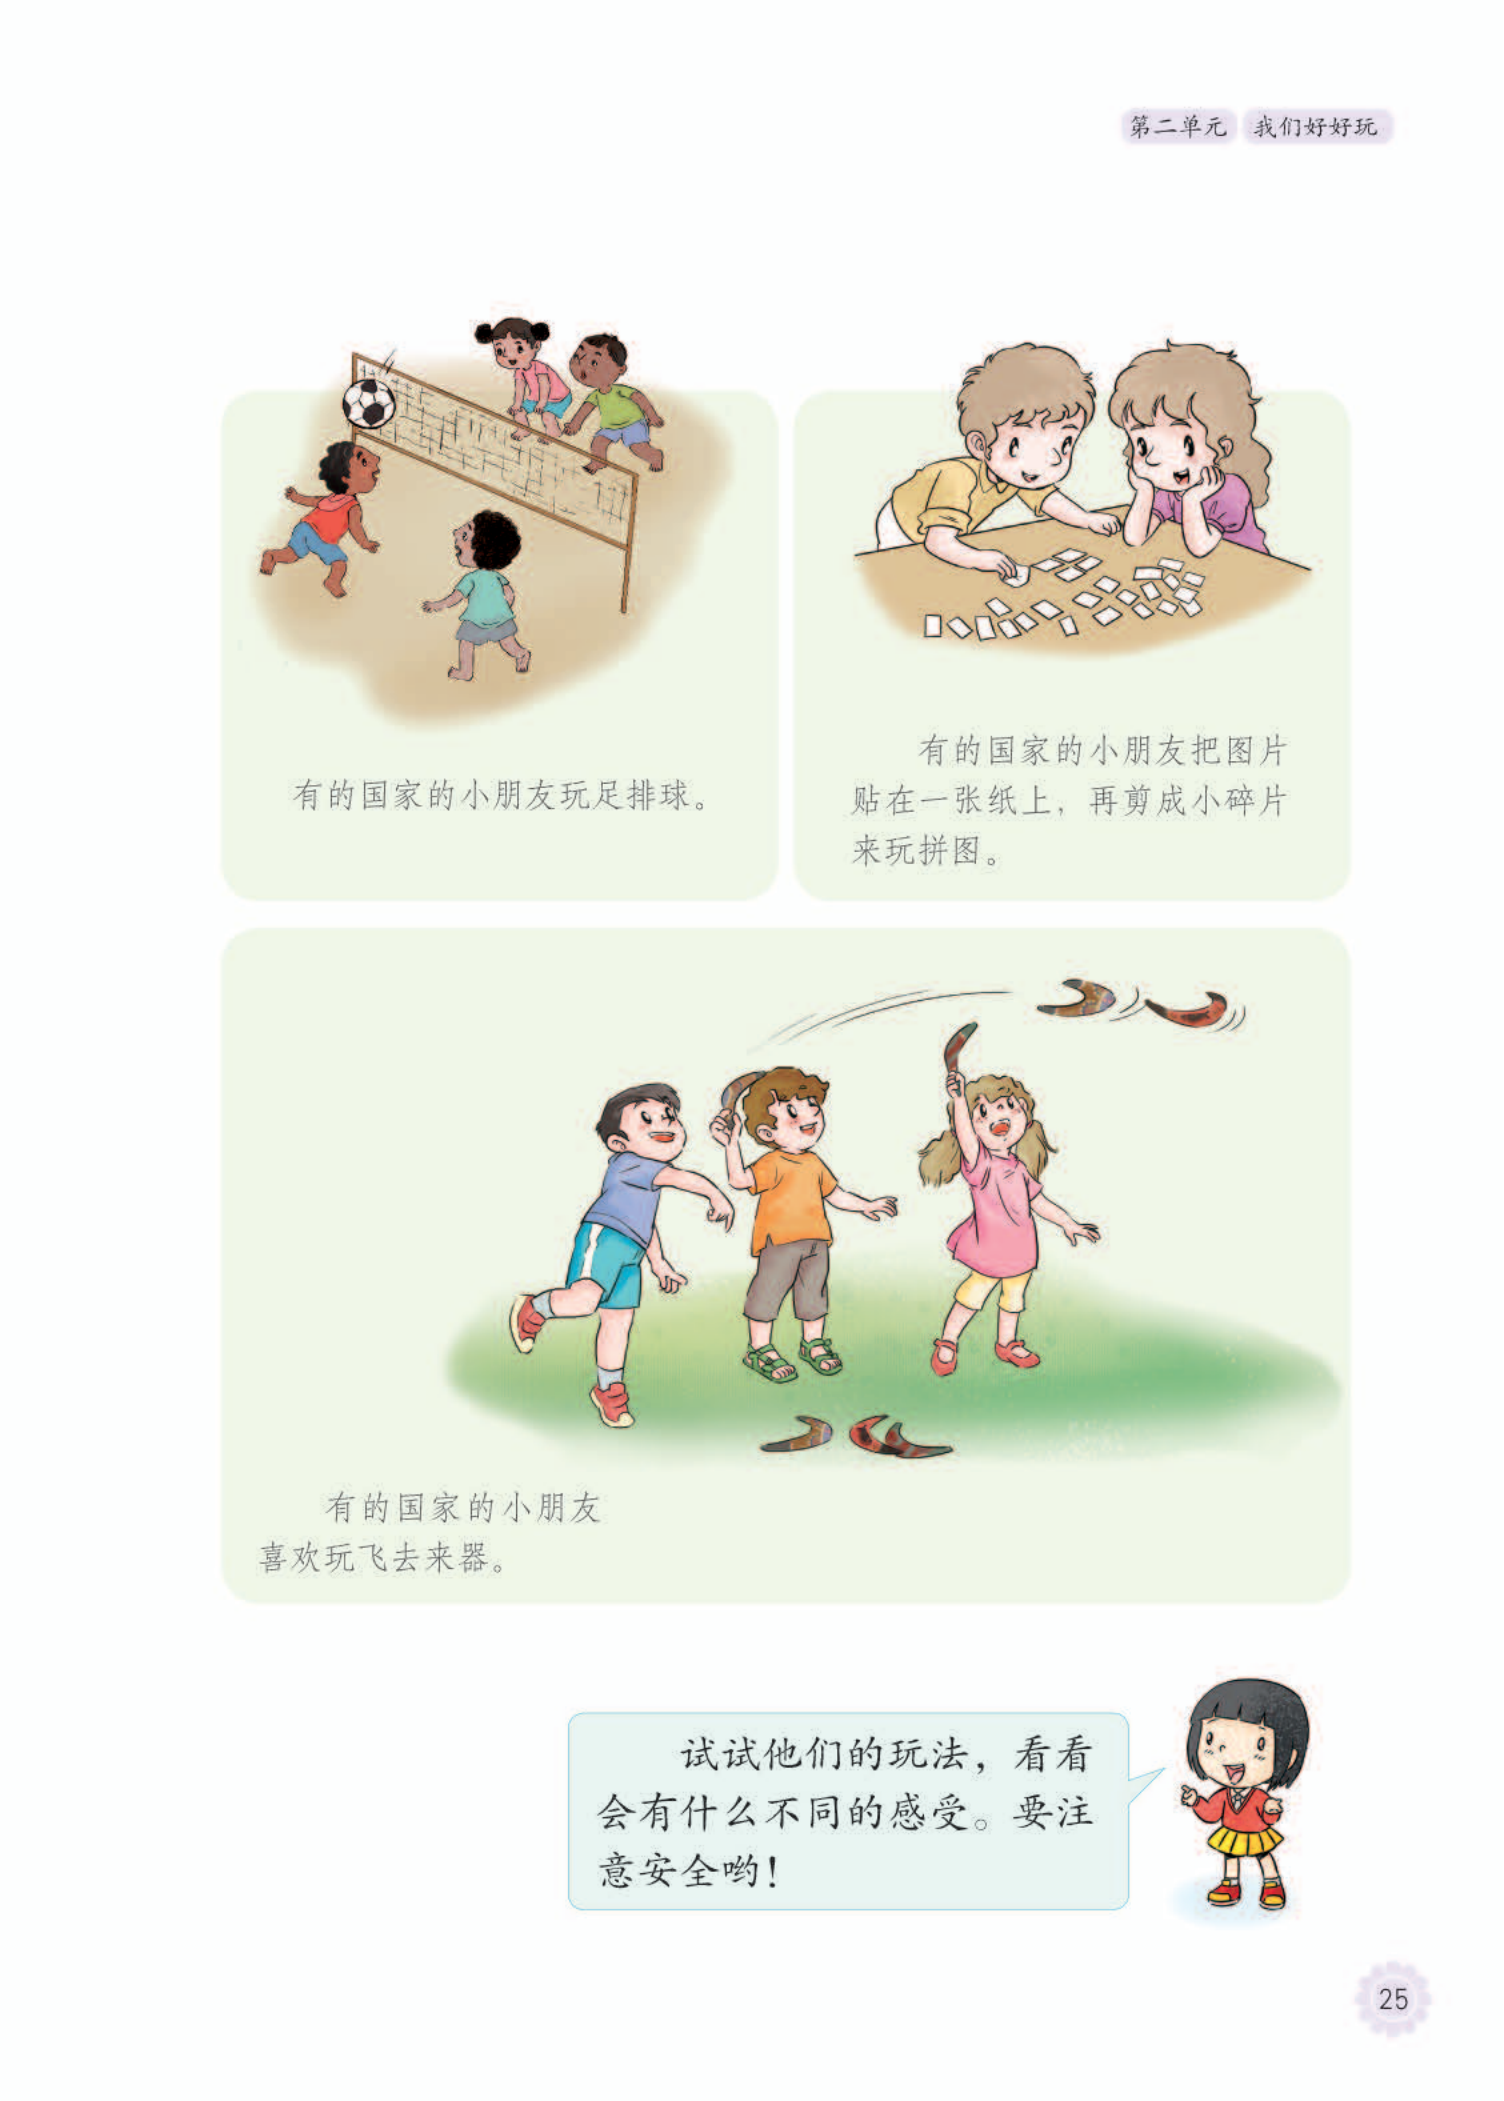 第二单元 我们好好玩
有的国家的小朋友玩足排球。
有的国家的小朋友把图片
贴在一张纸上，再剪成小碎片
来玩拼图。
有的国家的小朋友
喜欢玩飞去来器。
试试他们的玩法，看看
会有什么不同的感受。要注
意安全哟！
25